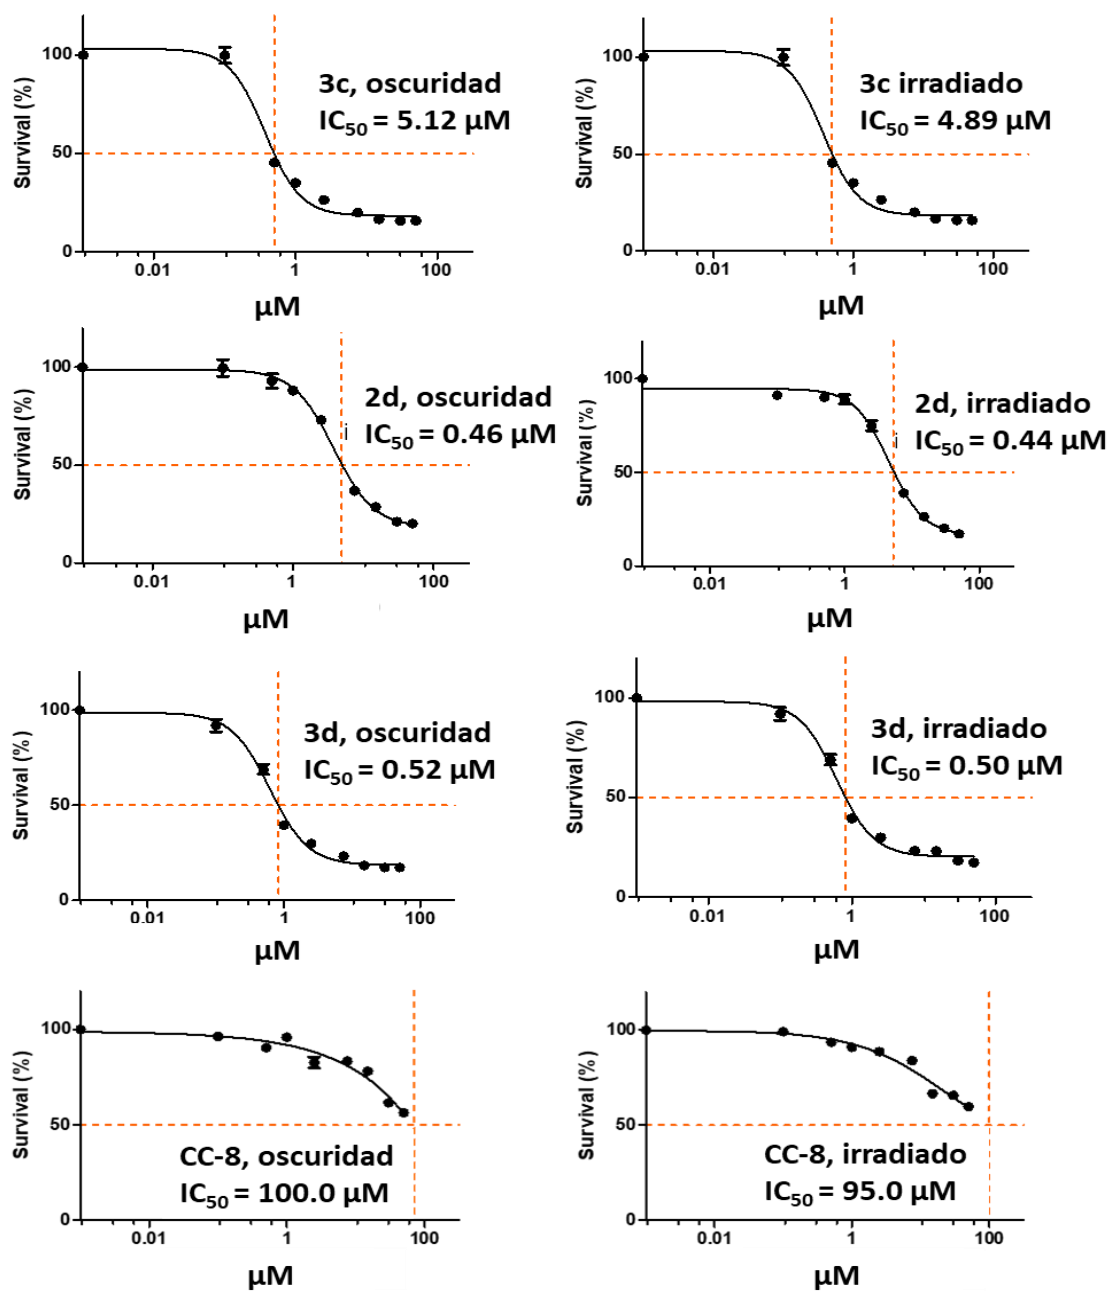 Survival (%)
100
50
0
0.01
1
100
µM
3c, oscuridad
IC₅₀ = 5.12 µM
Survival (%)
100
50
0
0.01
1
100
µM
3c irradiado
IC₅₀ = 4.89 µM
Survival (%)
100
50
0
0.01
1
100
µM
2d, oscuridad
IC₅₀ = 0.46 µM
i
Survival (%)
100
50
0
0.01
1
100
µM
2d, irradiado
IC₅₀ = 0.44 µM
i
Survival (%)
100
50
0
0.01
1
100
µM
3d, oscuridad
IC₅₀ = 0.52 µM
Survival (%)
100
50
0
0.01
1
100
µM
3d, irradiado
IC₅₀ = 0.50 µM
Survival (%)
100
50
0
0.01
1
100
µM
CC-8, oscuridad
IC₅₀ = 100.0 µM
Survival (%)
100
50
0
0.01
1
100
µM
CC-8, irradiado
IC₅₀ = 95.0 µM